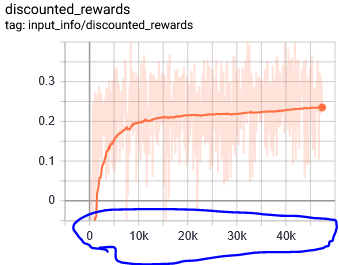 discounted_rewards
tag: input_info/discounted_rewards
0.3
0.2
0.1
0
0 10k 20k 30k 40k